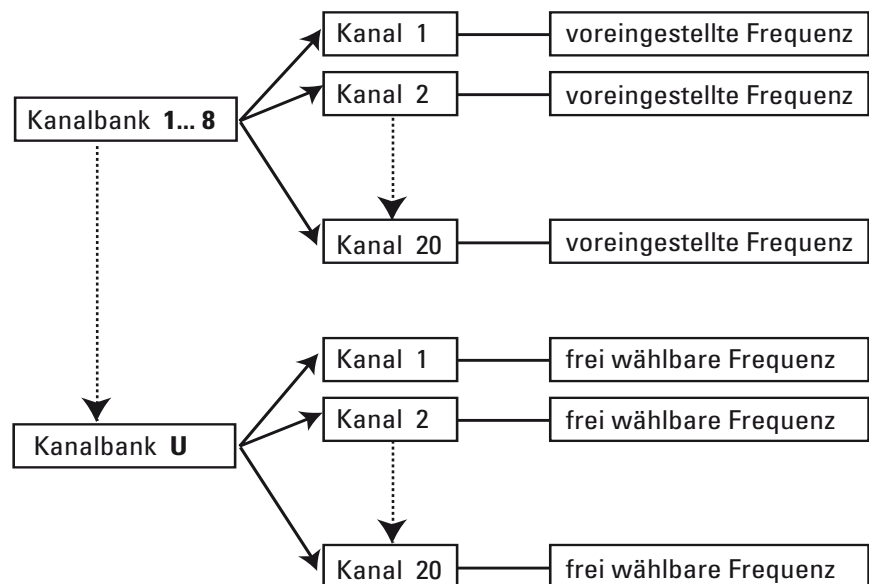 Kanal 1 voreingestellte Frequenz
Kanal 2 voreingestellte Frequenz
Kanalbank 1... 8
Kanal 20 voreingestellte Frequenz
Kanal 1 frei wählbare Frequenz
Kanal 2 frei wählbare Frequenz
Kanalbank U
Kanal 20 frei wählbare Frequenz